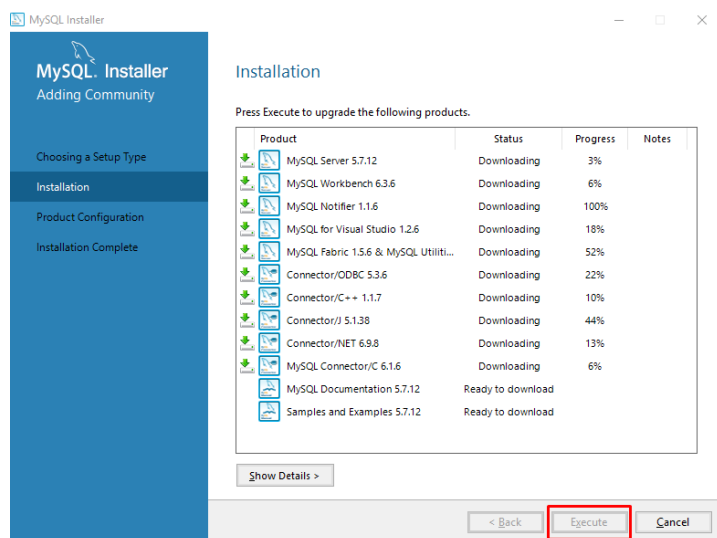 MySQL Installer
MySQL. Installer
Adding Community
Choosing a Setup Type
Installation
Product Configuration
Installation Complete
Installation
Press Execute to upgrade the following products.
Product Status Progress Notes
MySQL Server 5.7.12 Downloading 3%
MySQL Workbench 6.3.6 Downloading 6%
MySQL Notifier 1.1.6 Downloading 100%
MySQL for Visual Studio 1.2.6 Downloading 18%
MySQL Fabric 1.5.6 & MySQL Utiliti... Downloading 52%
Connector/ODBC 5.3.6 Downloading 22%
Connector/C++ 1.1.7 Downloading 10%
Connector/J 5.1.38 Downloading 44%
Connector/NET 6.9.8 Downloading 13%
MySQL Connector/C 6.1.6 Downloading 6%
MySQL Documentation 5.7.12 Ready to download
Samples and Examples 5.7.12 Ready to download
Show Details >
< Back Execute Cancel